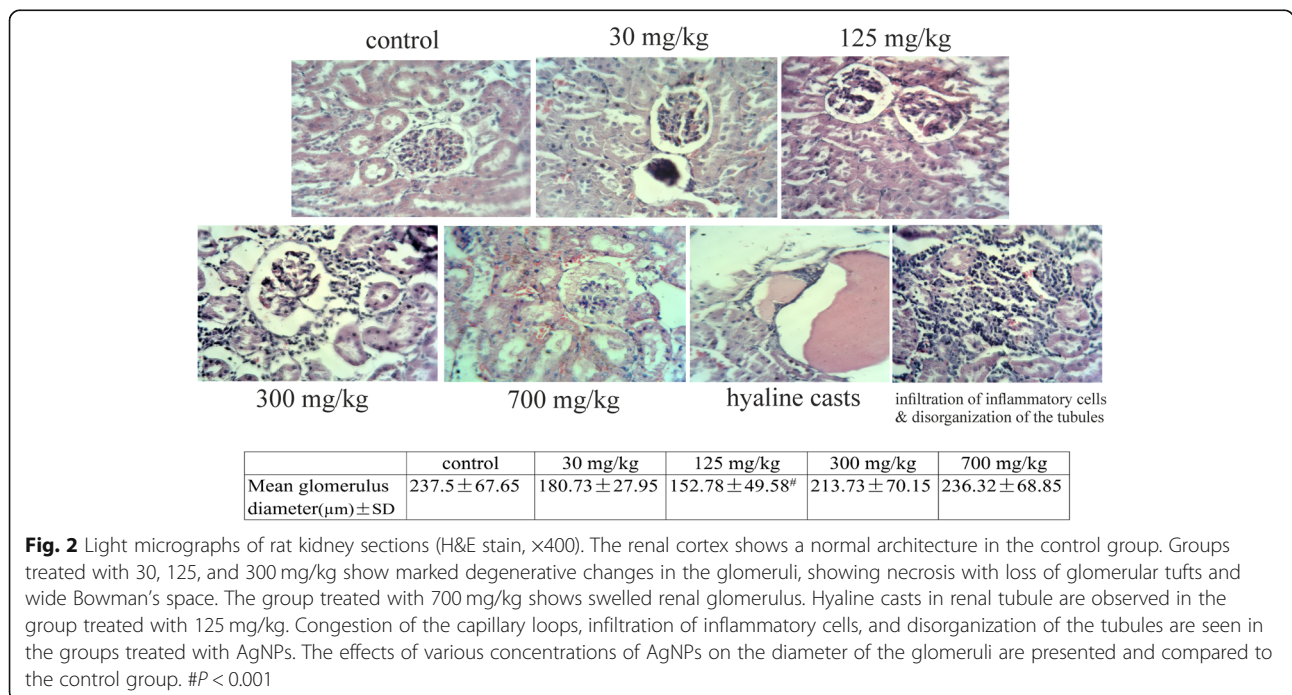 control
30 mg/kg
125 mg/kg
300 mg/kg
700 mg/kg
hyaline casts
infiltration of inflammatory cells
& disorganization of the tubules
control 30 mg/kg 125 mg/kg 300 mg/kg 700 mg/kg
Mean glomerulus 237.5±67.65 180.73±27.95 152.78±49.58# 213.73±70.15 236.32±68.85
diameter(µm)±SD
Fig. 2 Light micrographs of rat kidney sections (H&E stain, ×400). The renal cortex shows a normal architecture in the control group. Groups
treated with 30, 125, and 300 mg/kg show marked degenerative changes in the glomeruli, showing necrosis with loss of glomerular tufts and
wide Bowman's space. The group treated with 700 mg/kg shows swelled renal glomerulus. Hyaline casts in renal tubule are observed in the
group treated with 125 mg/kg. Congestion of the capillary loops, infiltration of inflammatory cells, and disorganization of the tubules are seen in
the groups treated with AgNPs. The effects of various concentrations of AgNPs on the diameter of the glomeruli are presented and compared to
the control group. #P < 0.001